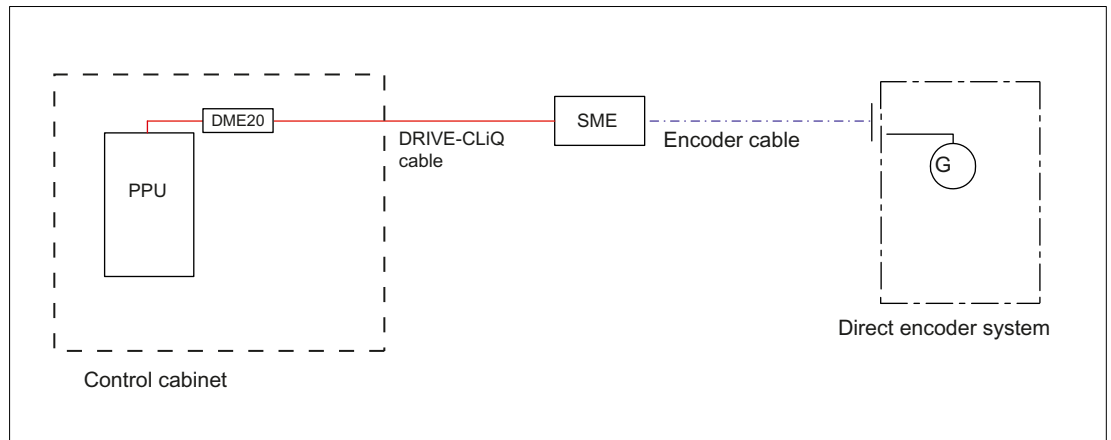 DME20
PPU
DRIVE-CLiQ
cable
SME
Encoder cable
G
Direct encoder system
Control cabinet